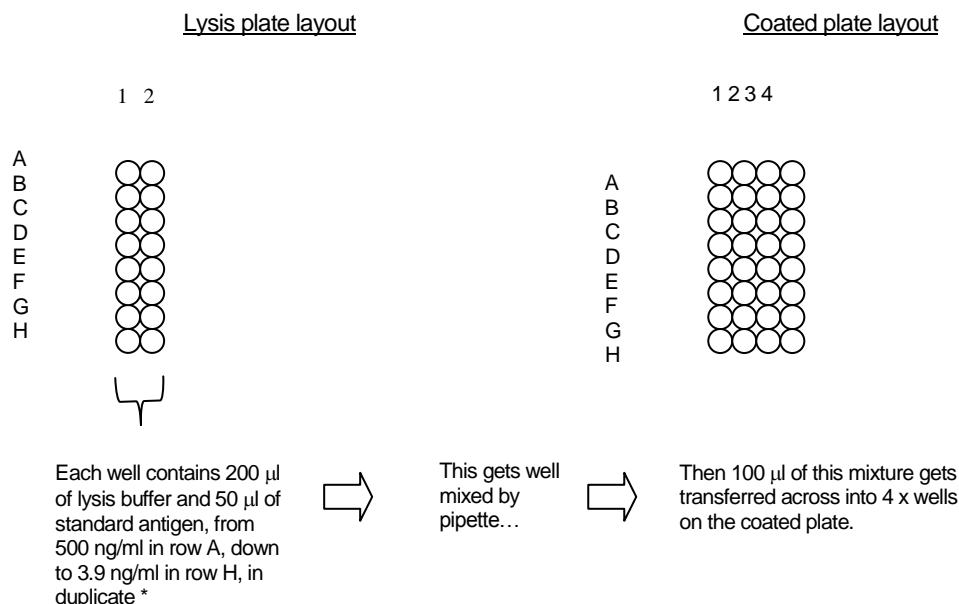 Lysis plate layout
Coated plate layout
1 2
1 2 3 4
A
B
C
D
E
F
G
H
A
B
C
D
E
F
G
H
Each well contains 200 µl
of lysis buffer and 50 µl of
standard antigen, from
500 ng/ml in row A, down
to 3.9 ng/ml in row H, in
duplicate *
This gets well
mixed by
pipette…
Then 100 µl of this mixture gets
transferred across into 4 x wells
on the coated plate.